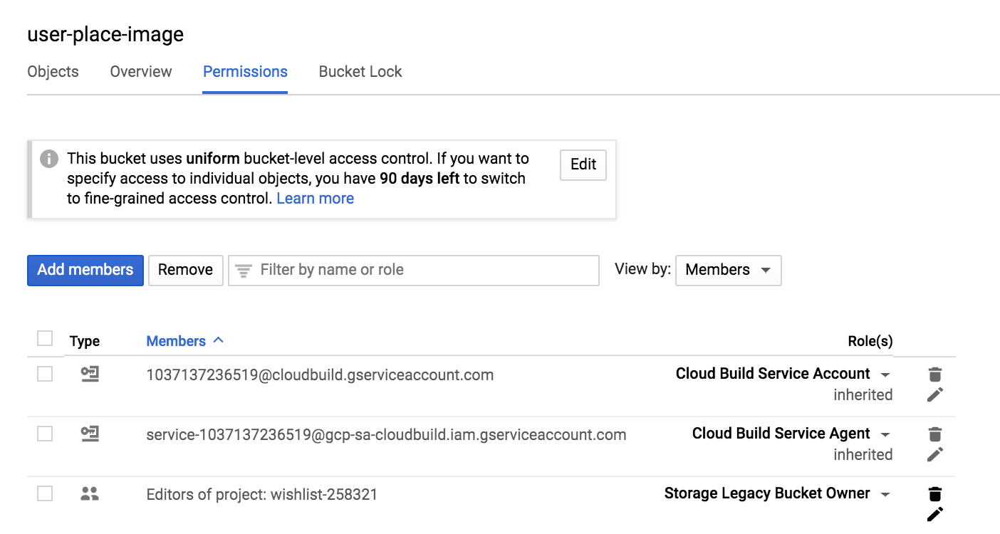 user-place-image
Objects Overview Permissions Bucket Lock
This bucket uses uniform bucket-level access control. If you want to
specify access to individual objects, you have 90 days left to switch
to fine-grained access control. Learn more
Edit
Add members Remove Filter by name or role View by: Members
Type Members Role(s)
1037137236519@cloudbuild.gserviceaccount.com Cloud Build Service Account
inherited
service-1037137236519@gcp-sa-cloudbuild.iam.gserviceaccount.com Cloud Build Service Agent
inherited
Editors of project: wishlist-258321 Storage Legacy Bucket Owner